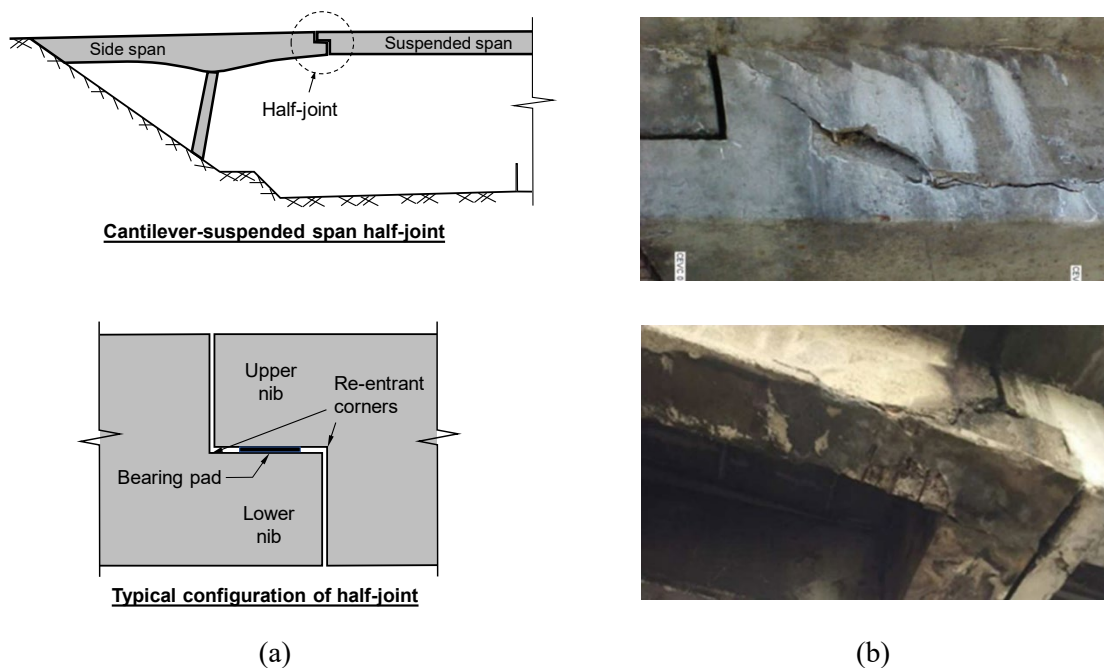 Side span
Suspended span
Half-joint
Cantilever-suspended span half-joint
Upper
nib
Re-entrant
corners
Bearing pad
Lower
nib
Typical configuration of half-joint
(a)
CEVC
(b)